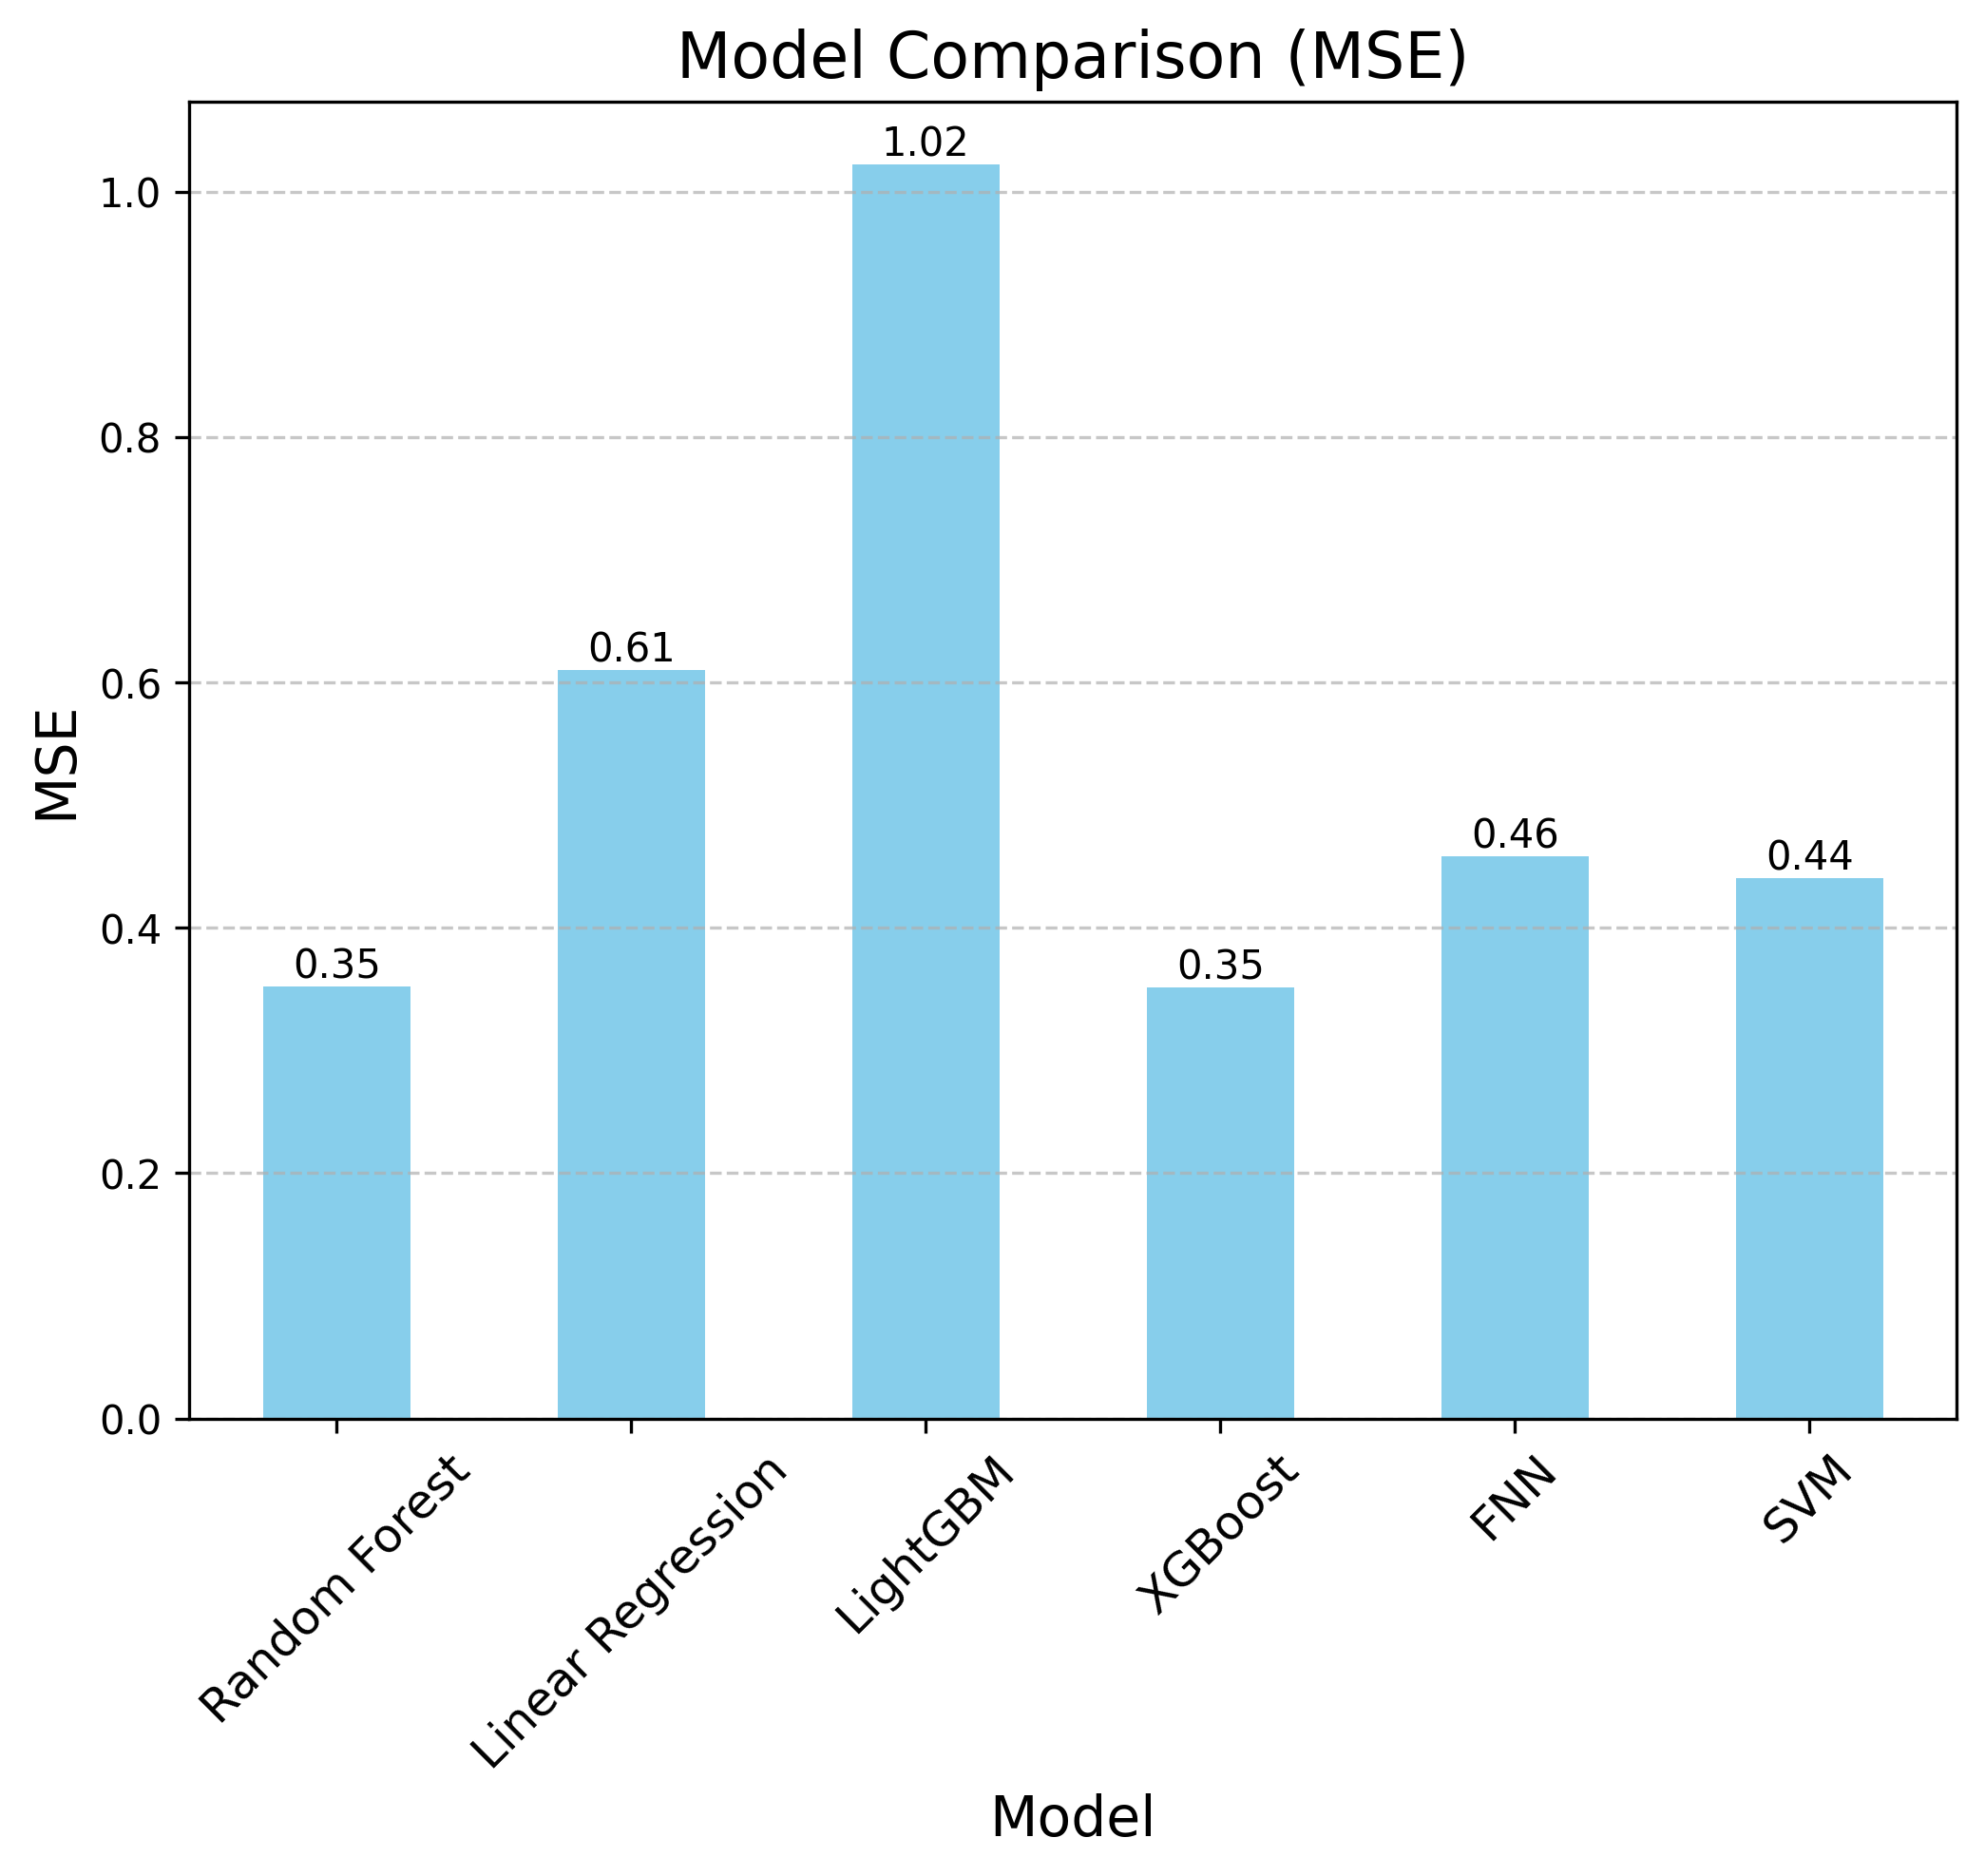 Model Comparison (MSE)
1.02
1.0
0.8
0.61
0.6
MSE
0.46
0.44
0.4
0.35
0.35
0.2
0.0
Random Forest
Linear Regression
LightGBM
XGBoost
FNN
SVM
Model